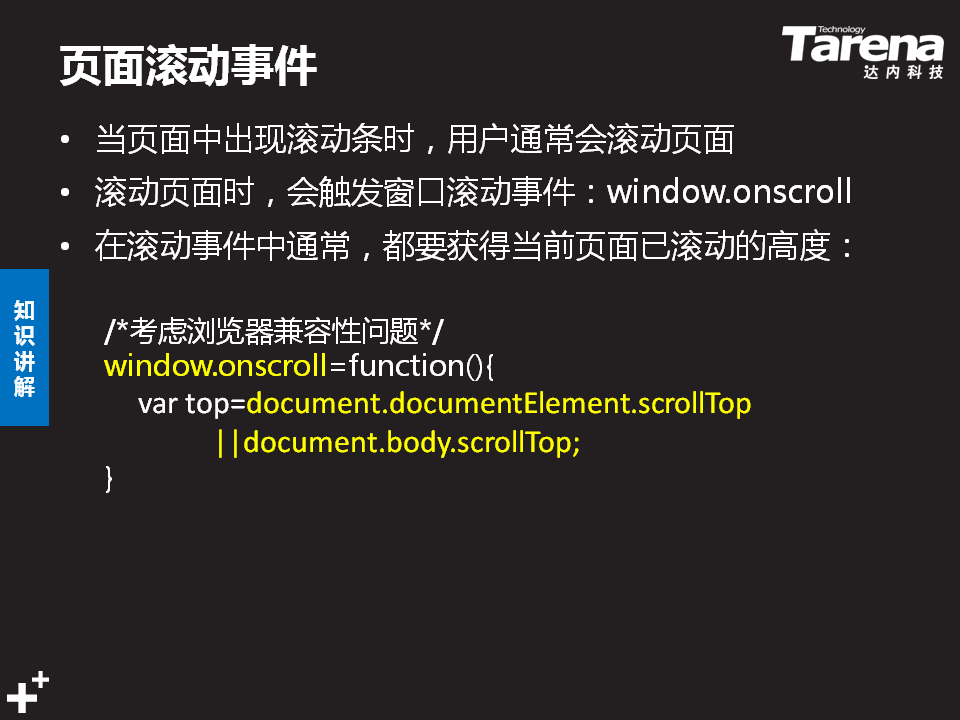 页面滚动事件
Technology
Tarena
达内科技
• 当页面中出现滚动条时，用户通常会滚动页面
• 滚动页面时，会触发窗口滚动事件：window.onscroll
• 在滚动事件中通常，都要获得当前页面已滚动的高度：
知识讲解
/*考虑浏览器兼容性问题*/
window.onscroll=function(){
var top=document.documentElement.scrollTop
||document.body.scrollTop;
}